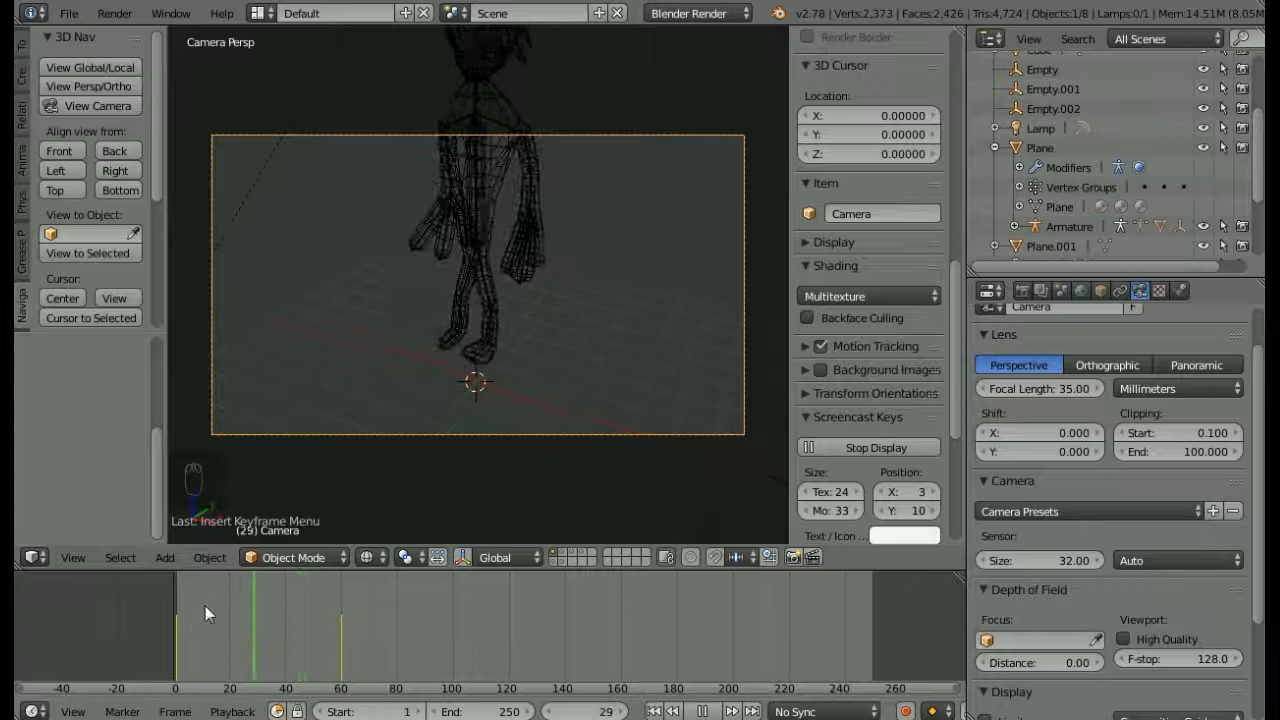 File Render Window Help Default Scene Blender Render v2.78 | Verts:2,373 | Faces:2,426 | Tris:4,724 | Objects:1/8 | Lamps:0/1 | Mem:14.51M (8.05M
3D Nav
View Global/Local
View Persp/Ortho
View Camera
Align view from:
Front Back
Left Right
Top Bottom
View to Object:
View to Selected
Cursor:
Center View
Cursor to Selected
To
Cre
Relati
Anima
Phys
Grease P
Naviga
Camera Persp
Last: Insert Keyframe Menu
(29) Camera
Render Border
3D Cursor
Location:
X: 0.00000
Y: 0.00000
Z: 0.00000
Item
Camera
Display
Shading
Multitexture
Backface Culling
Motion Tracking
Background Images
Transform Orientations
Screencast Keys
Stop Display
Size: Position:
Tex: 24 X: 3
Mo: 33 Y: 10
Text / Icon ...
View Search All Scenes
Empty
Empty.001
Empty.002
Lamp
Plane
Modifiers
Vertex Groups
Plane
Armature
Plane.001
Camera F
Lens
Perspective Orthographic Panoramic
Focal Length: 35.00 Millimeters
Shift: Clipping:
X: 0.000 Start: 0.100
Y: 0.000 End: 100.000
Camera
Camera Presets
Sensor:
Size: 32.00 Auto
Depth of Field
Focus: Viewport:
High Quality
Distance: 0.00 F-stop: 128.0
Display
View Select Add Object Object Mode Global
-40 -20 0 20 40 60 80 100 120 140 160 180 200 220 240 260
View Marker Frame Playback Start: 1 End: 250 29 No Sync